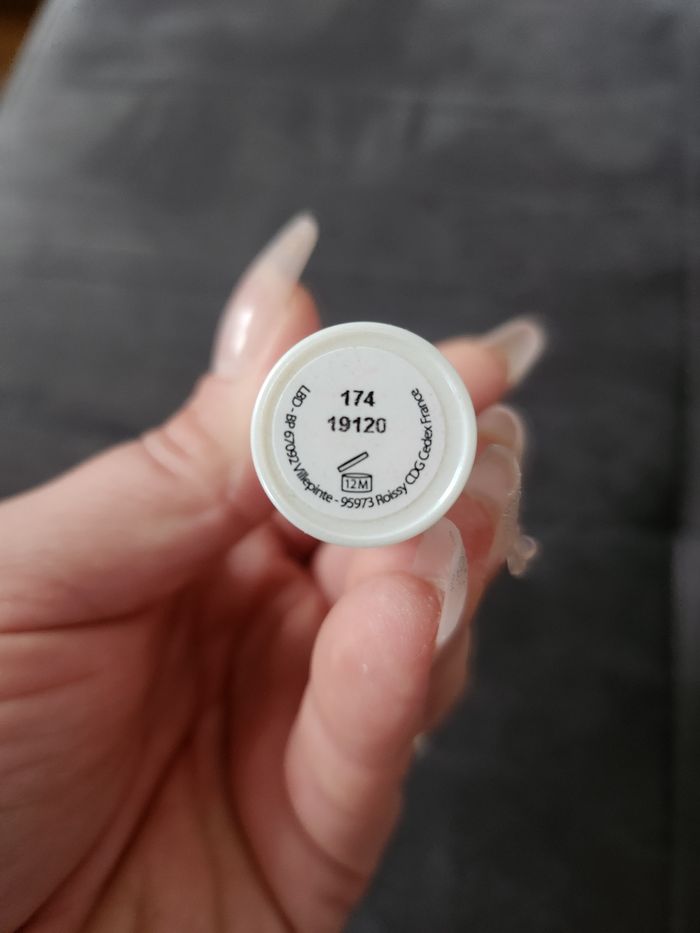 174
19120
12M
LBD - BP 67092 Villepinte - 95973 Roissy CDG Cedex France